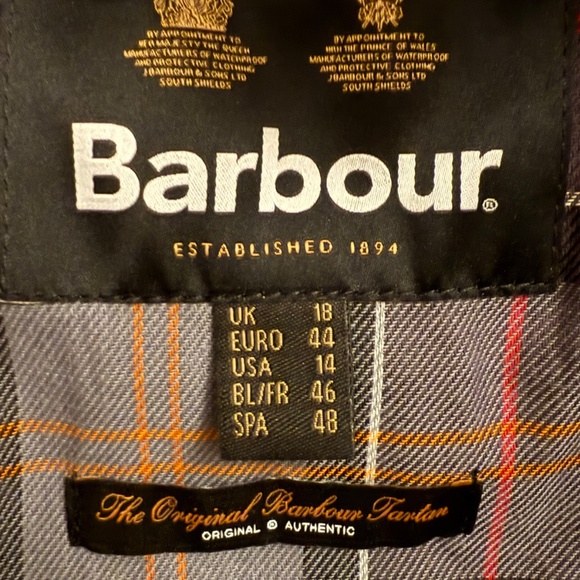 BY APPOINTMENT TO
HER MAJESTY THE QUEEN
MANUFACTURERS OF WATERPROOF
AND PROTECTIVE CLOTHING
J BARBOUR & SONS LTD
SOUTH SHIELDS
BY APPOINTMENT TO
HRH THE PRINCE OF WALES
MANUFACTURERS OF WATERPROOF
AND PROTECTIVE CLOTHING
J BARBOUR & SONS LTD
SOUTH SHIELDS
Barbour®
ESTABLISHED 1894
UK 18
EURO 44
USA 14
BL/FR 46
SPA 48
The Original Barbour Tartan
ORIGINAL © AUTHENTIC